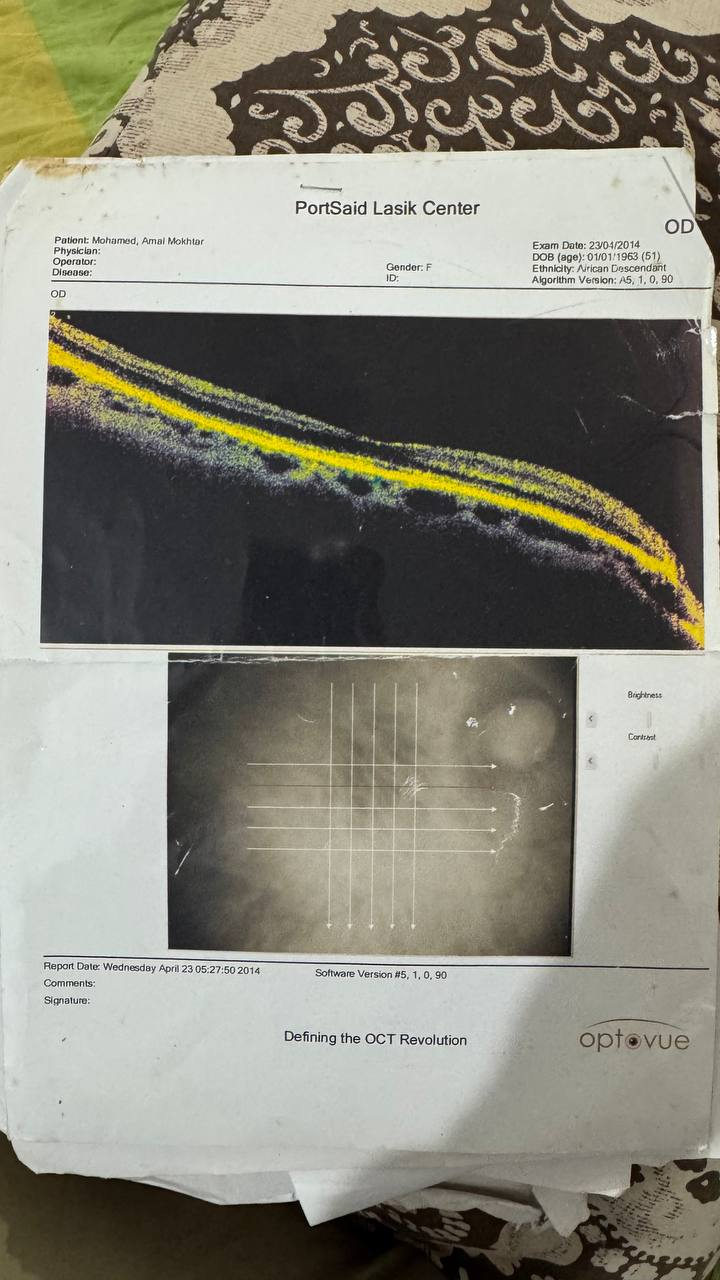 PortSaid Lasik Center
OD
Patient: Mohamed, Amal Mokhtar
Physician:
Operator:
Disease:
Gender: F
ID:
Exam Date: 23/04/2014
DOB (age): 01/01/1963 (51)
Ethnicity: African Descendant
Algorithm Version: A5, 1, 0, 90
OD
Brightness
Contrast
Report Date: Wednesday April 23 05:27:50 2014
Software Version #5, 1, 0, 90
Comments:
Signature:
Defining the OCT Revolution
optovue